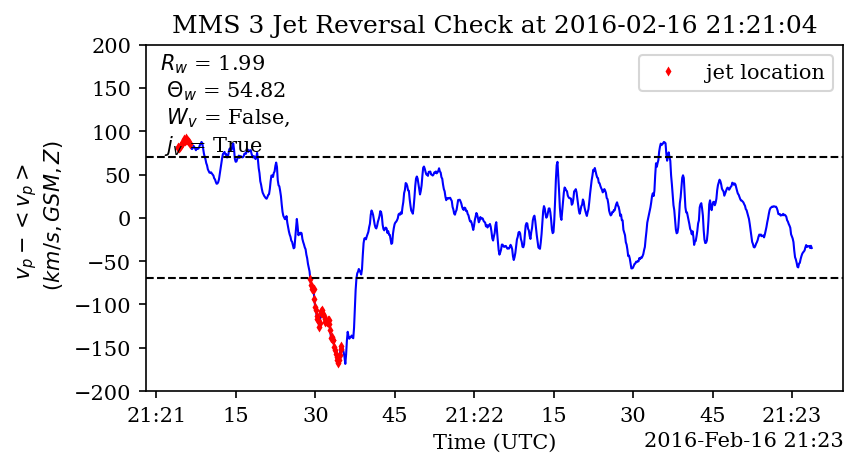 MMS 3 Jet Reversal Check at 2016-02-16 21:21:04
R_w = 1.99
Θ_w = 54.82
W_v = False,
j_v = True
jet location
v_p − < v_p >
(km/s, GSM, Z)
200
150
100
50
0
−50
−100
−150
−200
21:21 15 30 45 21:22 15 30 45 21:23
Time (UTC)
2016-Feb-16 21:23